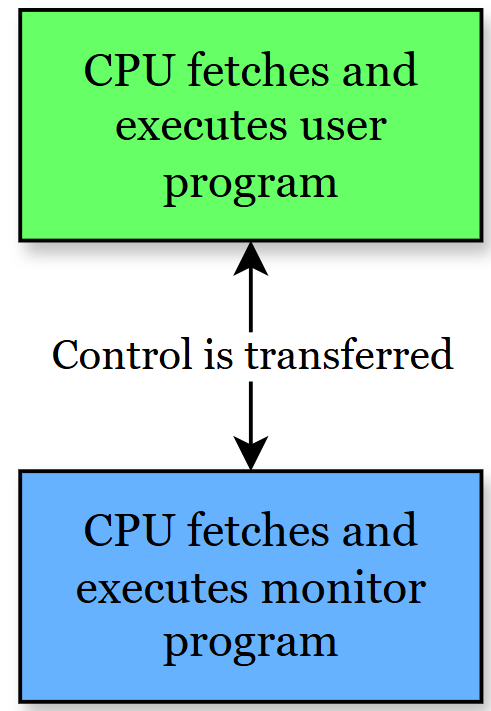 CPU fetches and
executes user
program
Control is transferred
CPU fetches and
executes monitor
program